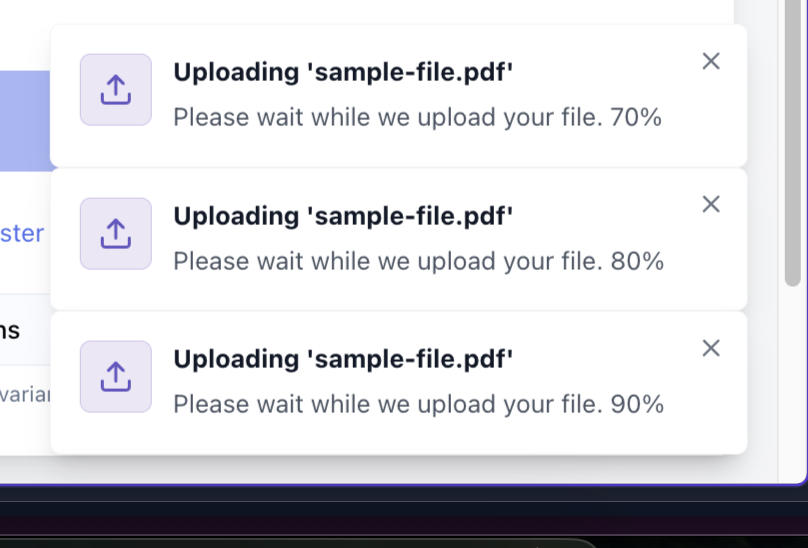 Uploading 'sample-file.pdf'
Please wait while we upload your file. 70%
Uploading 'sample-file.pdf'
Please wait while we upload your file. 80%
ster
ns
Uploading 'sample-file.pdf'
Please wait while we upload your file. 90%
varian